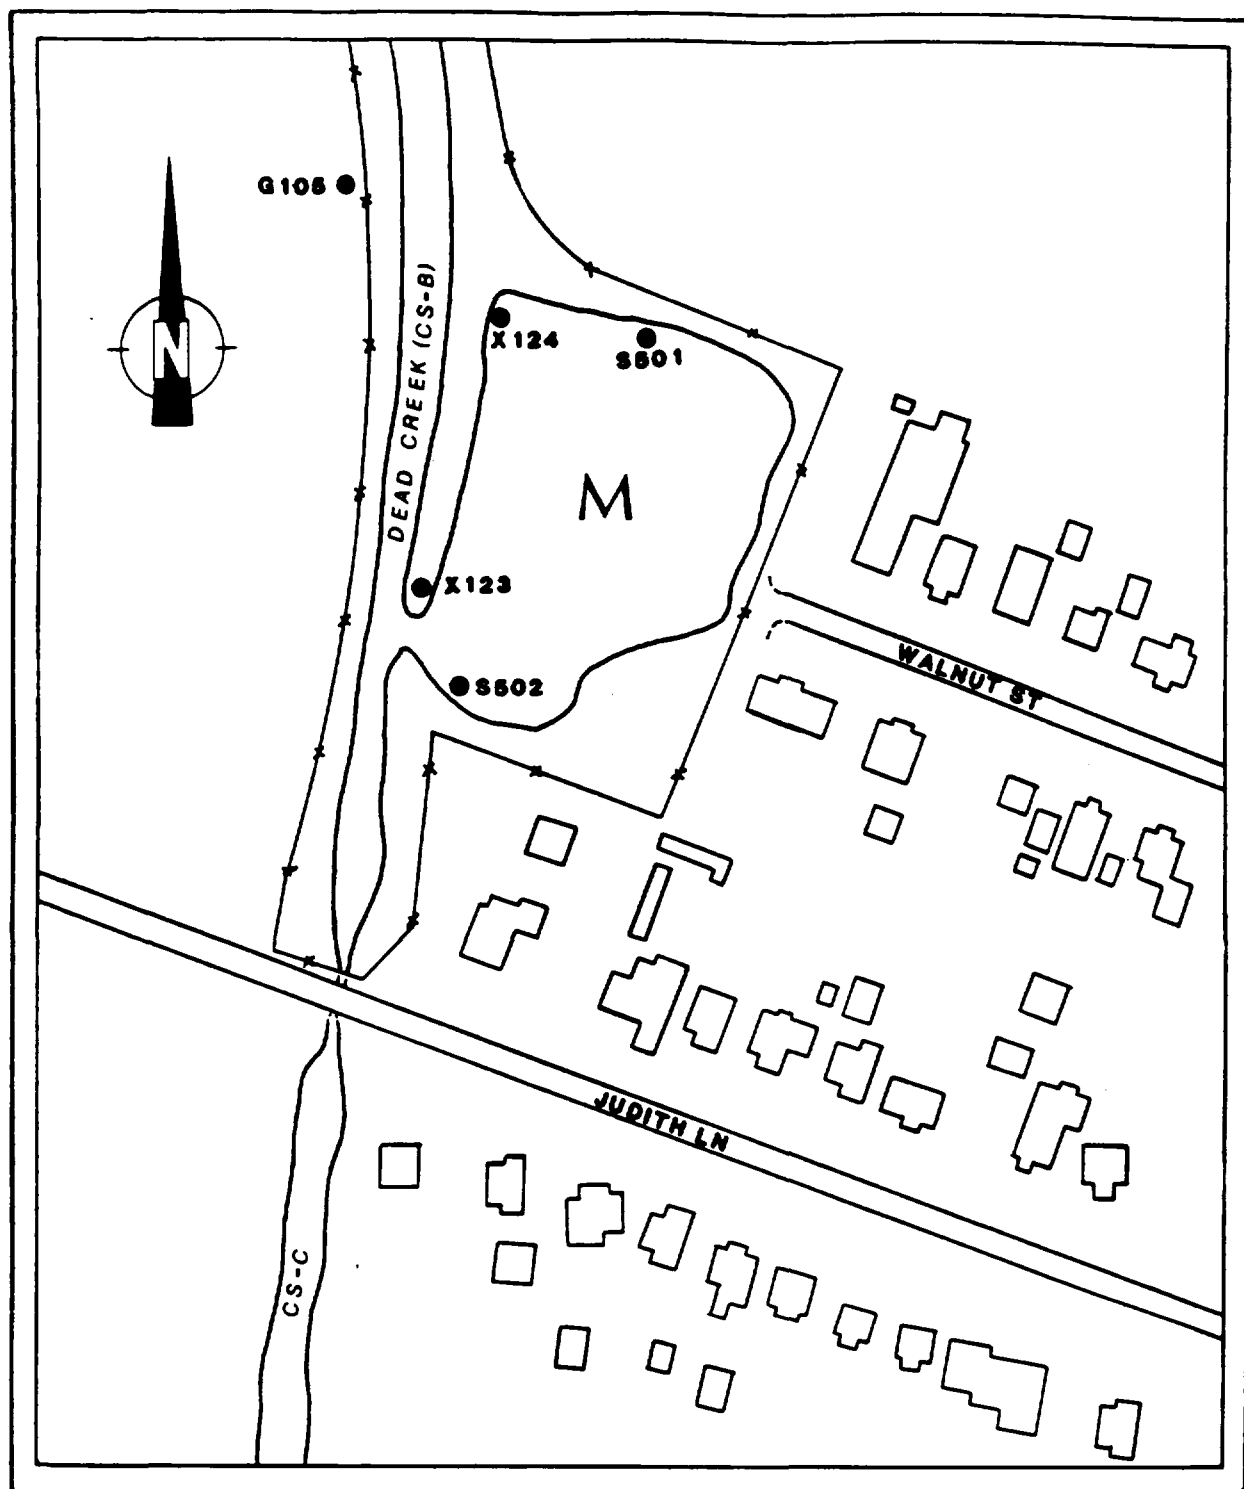 G105
N
DEAD CREEK (CS-B)
X124
S501
M
X123
S502
WALNUT ST
JUDITH LN
CS-C